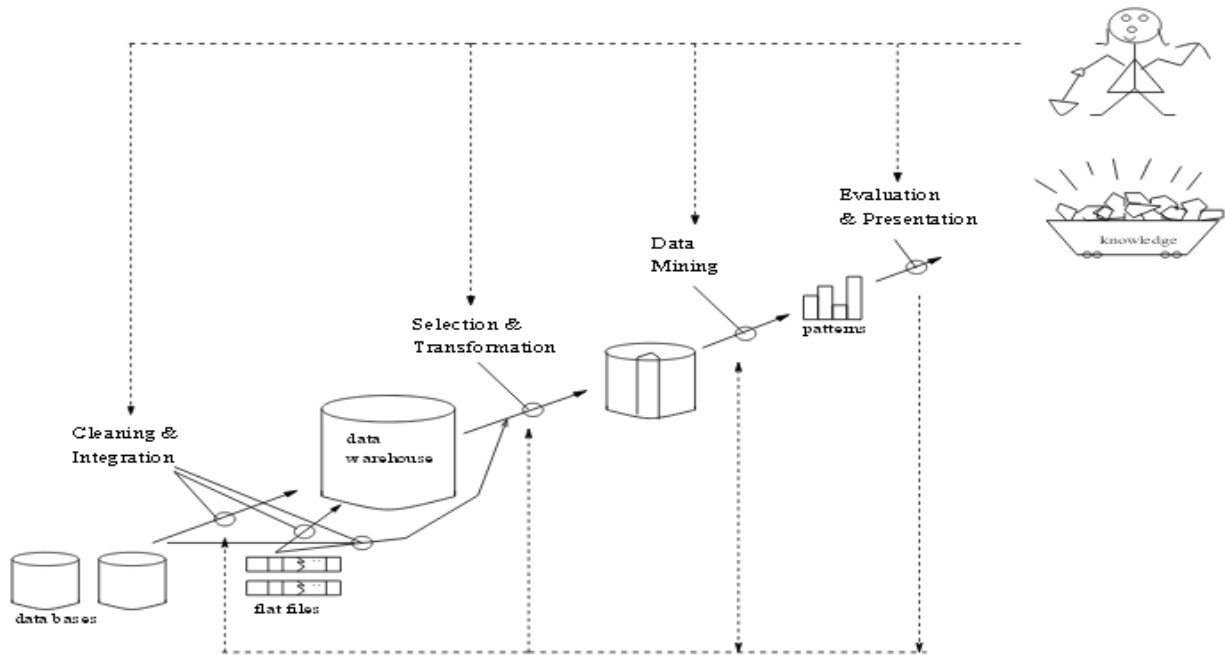 Evaluation
& Presentation
knowledge
Data
Mining
patterns
Selection &
Transformation
Cleaning &
Integration
data
warehouse
data bases
flat files